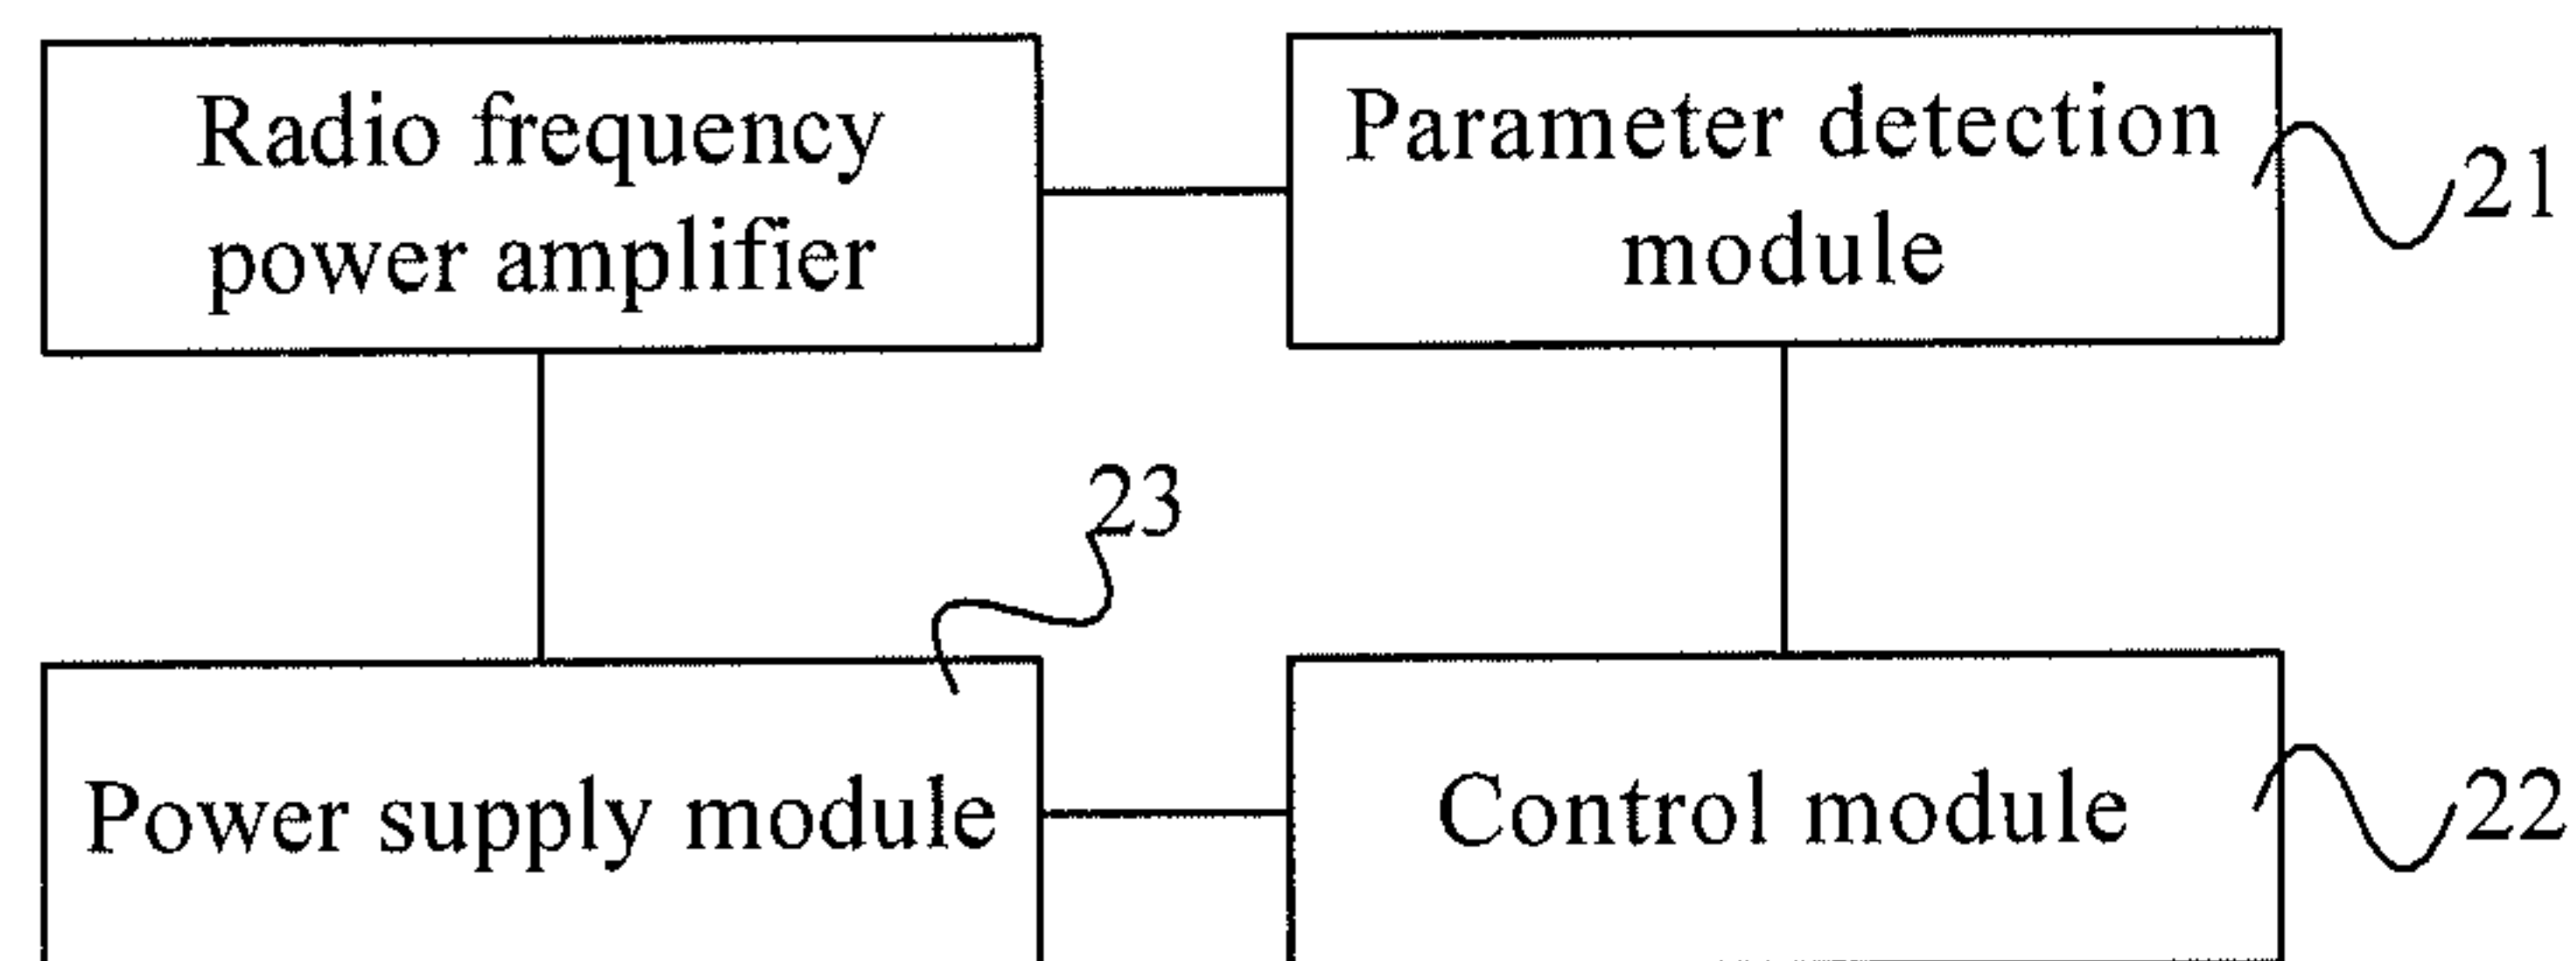 Radio frequency
power amplifier
Parameter detection
module
21
23
Power supply module
Control module
22